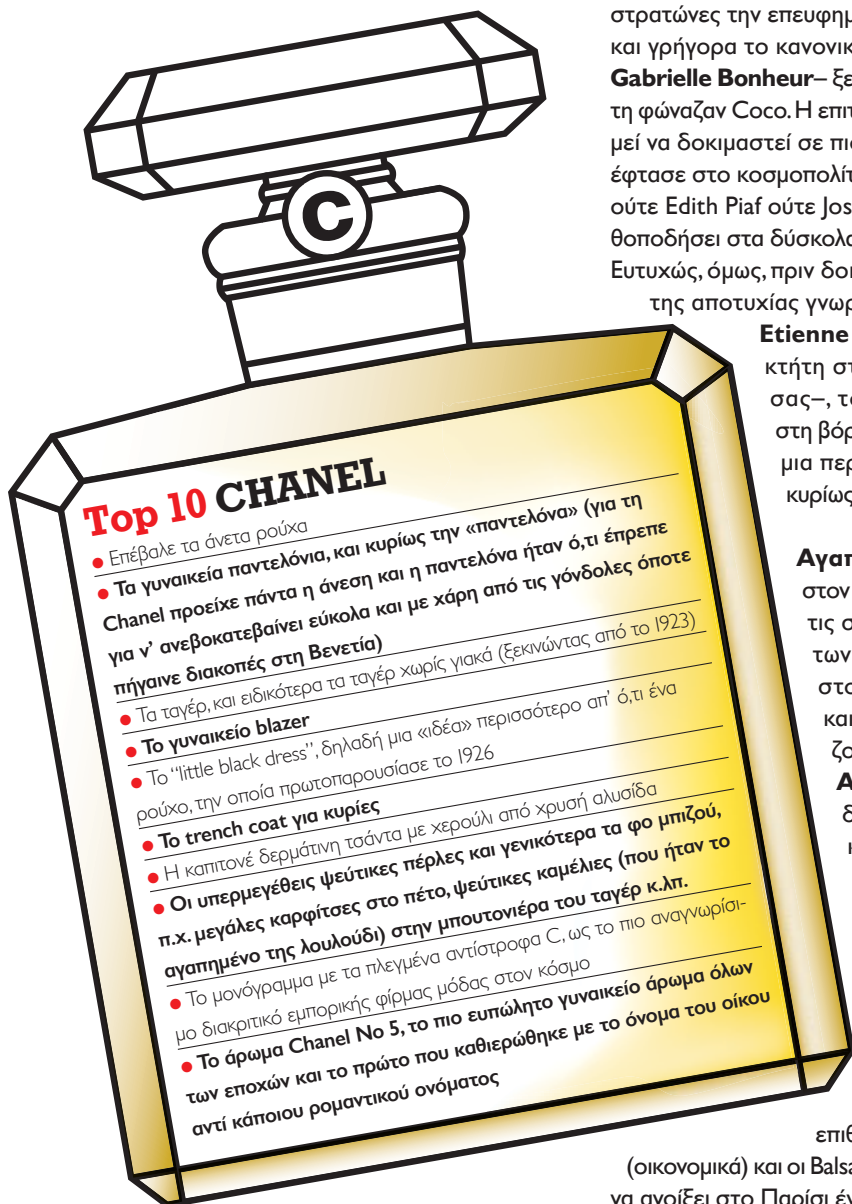 στρατώνες την επευφημ
και γρήγορα το κανονικ
Gabrielle Bonheur– ξε
τη φώναζαν Coco. Η επιτ
μεί να δοκιμαστεί σε πιο
έφτασε στο κοσμοπολίτ
ούτε Edith Piaf ούτε Jos
θοποδήσει στα δύσκολα
Ευτυχώς, όμως, πριν δοκ
της αποτυχίας γνωρ
Etienne
κτήτη στ
σας–, το
στη βόρ
μια περ
κυρίως
Αγαπ
στον
τις σ
των
στο
και
ζο
Α
δ
C
Top 10 CHANEL
● Επέβαλε τα άνετα ρούχα
● Τα γυναικεία παντελόνια, και κυρίως την «παντελόνα» (για τη
Chanel προείχε πάντα η άνεση και η παντελόνα ήταν ό,τι έπρεπε
για ν' ανεβοκατεβαίνει εύκολα και με χάρη από τις γόνδολες όποτε
πήγαινε διακοπές στη Βενετία)
● Τα ταγέρ, και ειδικότερα τα ταγέρ χωρίς γιακά (ξεκινώντας από το 1923)
● Το γυναικείο blazer
● Το “little black dress”, δηλαδή μια «ιδέα» περισσότερο απ' ό,τι ένα
ρούχο, την οποία πρωτοπαρουσίασε το 1926
● Το trench coat για κυρίες
● Η καπιτονέ δερμάτινη τσάντα με χερούλι από χρυσή αλυσίδα
● Οι υπερμεγέθεις ψεύτικες πέρλες και γενικότερα τα φο μπιζού,
π.χ. μεγάλες καρφίτσες στο πέτο, ψεύτικες καμέλιες (που ήταν το
αγαπημένο της λουλούδι) στην μπουτονιέρα του ταγέρ κ.λπ.
● Το μονόγραμμα με τα πλεγμένα αντίστροφα C, ως το πιο αναγνωρίσι-
μο διακριτικό εμπορικής φίρμας μόδας στον κόσμο
● Το άρωμα Chanel No 5, το πιο ευπώλητο γυναικείο άρωμα όλων
των εποχών και το πρώτο που καθιερώθηκε με το όνομα του οίκου
αντί κάποιου ρομαντικού ονόματος
επιθ
(οικονομικά) και οι Balsa
να ανοίξει στο Παρίσι έν